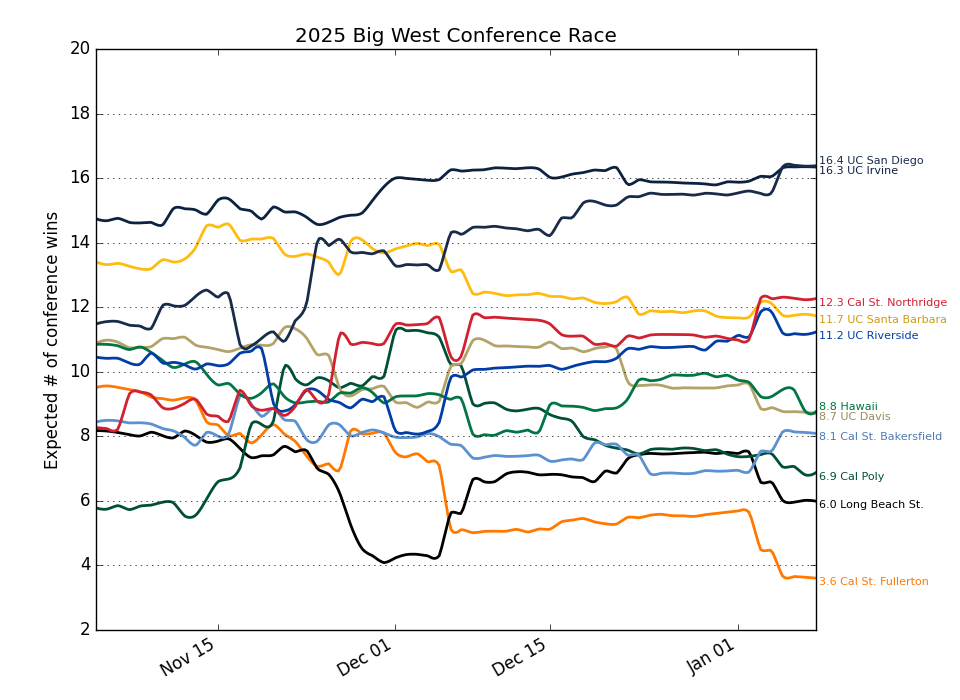 2025 Big West Conference Race
Expected # of conference wins
20
18
16
14
12
10
8
6
4
2
Nov 15
Dec 01
Dec 15
Jan 01
16.4 UC San Diego
16.3 UC Irvine
12.3 Cal St. Northridge
11.7 UC Santa Barbara
11.2 UC Riverside
8.8 Hawaii
8.7 UC Davis
8.1 Cal St. Bakersfield
6.9 Cal Poly
6.0 Long Beach St.
3.6 Cal St. Fullerton